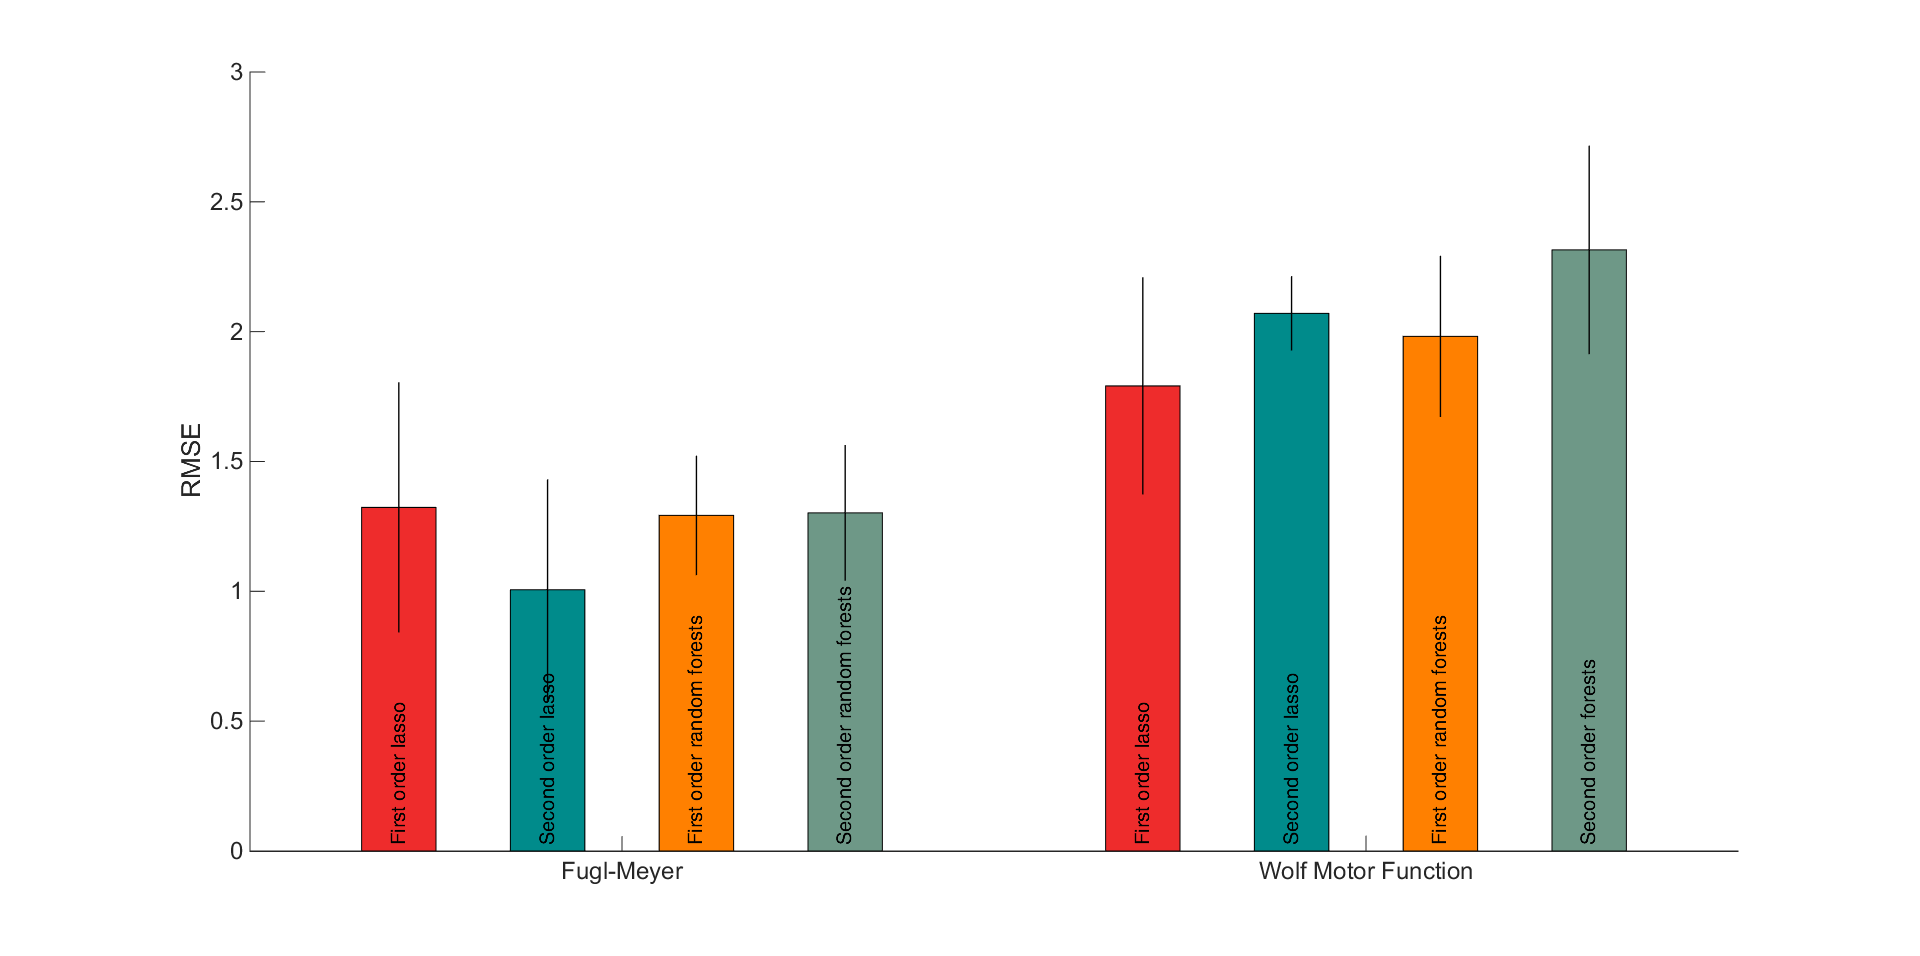 3
2.5
2
1.5
1
0.5
0
RMSE
First order lasso
Second order lasso
First order random forests
Second order random forests
First order lasso
Second order lasso
First order random forests
Second order forests
Fugl-Meyer
Wolf Motor Function